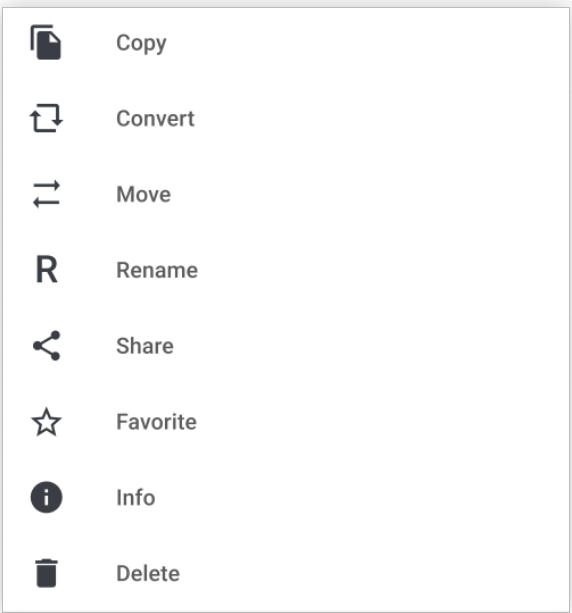 Copy
Convert
Move
R Rename
Share
Favorite
Info
Delete